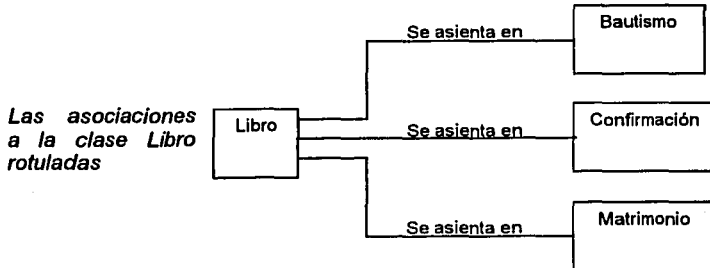 Se asienta en
Bautismo
Las asociaciones
a la clase Libro
rotuladas
Libro
Se asienta en
Confirmación
Se asienta en
Matrimonio